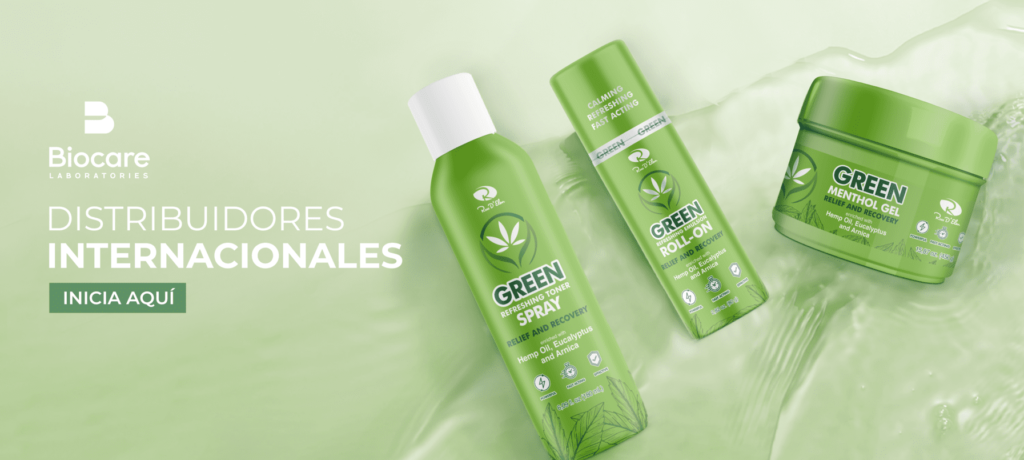 Biocare
LABORATORIES
DISTRIBUIDORES
INTERNACIONALES
INICIA AQUÍ
GREEN
REFRESHING TONER
SPRAY
RELIEF AND RECOVERY
Hemp Oil, Eucalyptus
and Arnica
CALMING
REFRESHING
FAST ACTING
GREEN GREEN
GREEN
ROLL-ON
RELIEF AND RECOVERY
Hemp Oil, Eucalyptus
and Arnica
GREEN
MENTHOL GEL
RELIEF AND RECOVERY
Hemp Oil, Eucalyptus
and Arnica